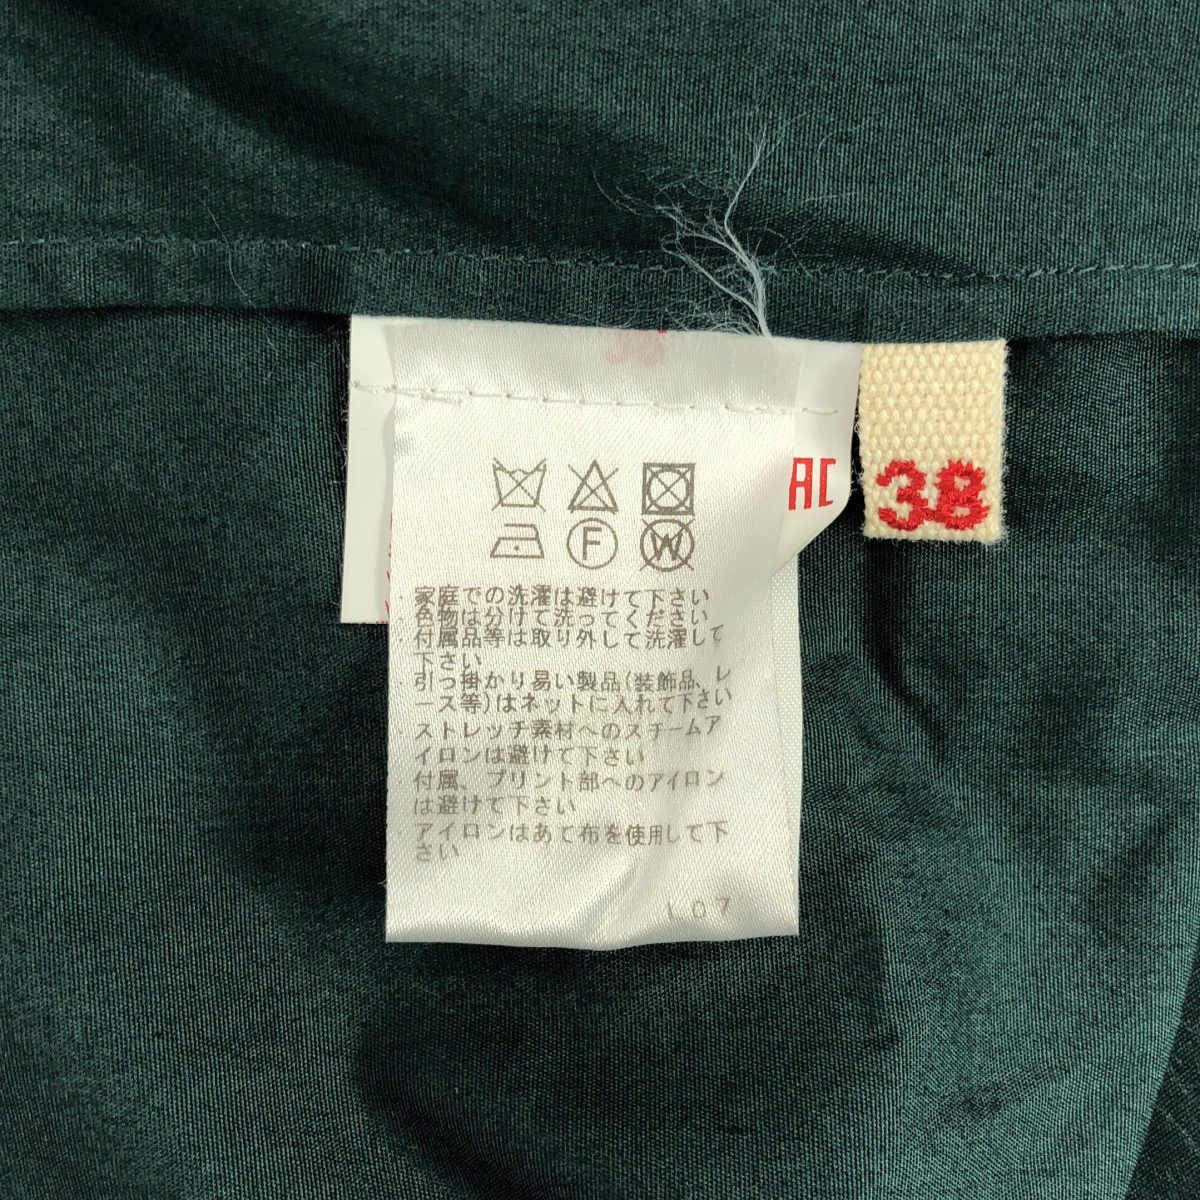 38
AC
38
F
W
・家庭での洗濯は避けて下さい
色物は分けて洗ってください
・付属品等は取り外して洗濯して
下さい
・引っ掛かり易い製品(装飾品、レ
ース等)はネットに入れて下さい
・ストレッチ素材へのスチームア
イロンは避けて下さい
・付属、プリント部へのアイロン
は避けて下さい
・アイロンはあて布を使用して下
さい
L07